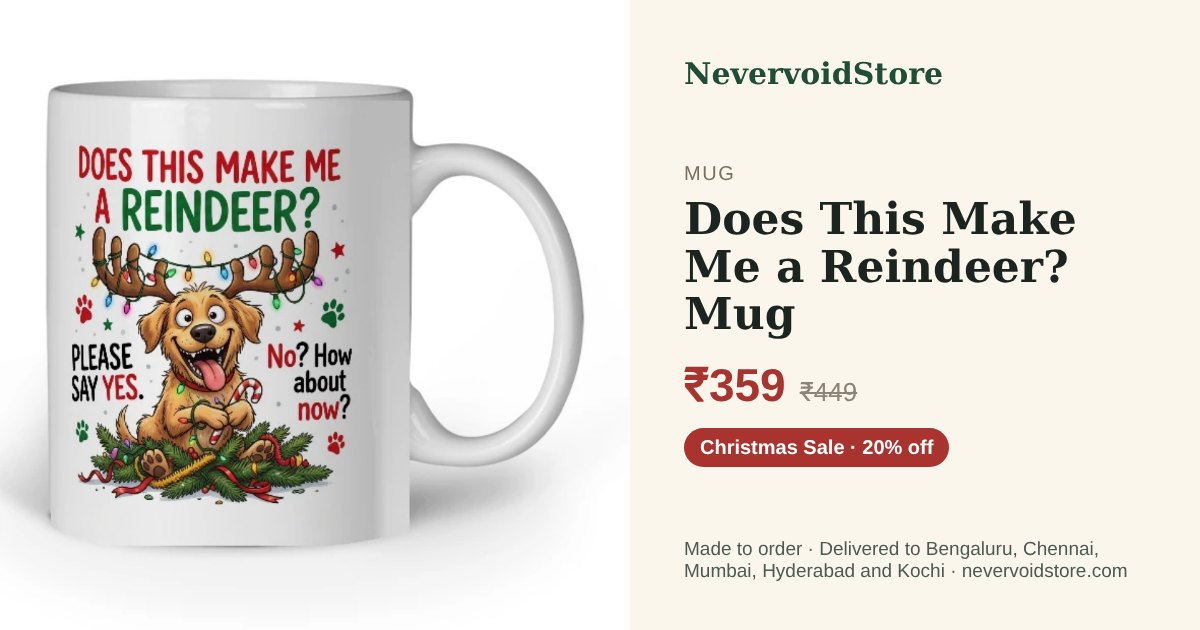 DOES THIS MAKE ME
A REINDEER?
PLEASE
SAY YES.
No? How
about
now?
NevervoidStore
MUG
Does This Make
Me a Reindeer?
Mug
₹359 ₹449
Christmas Sale · 20% off
Made to order · Delivered to Bengaluru, Chennai,
Mumbai, Hyderabad and Kochi · nevervoidstore.com